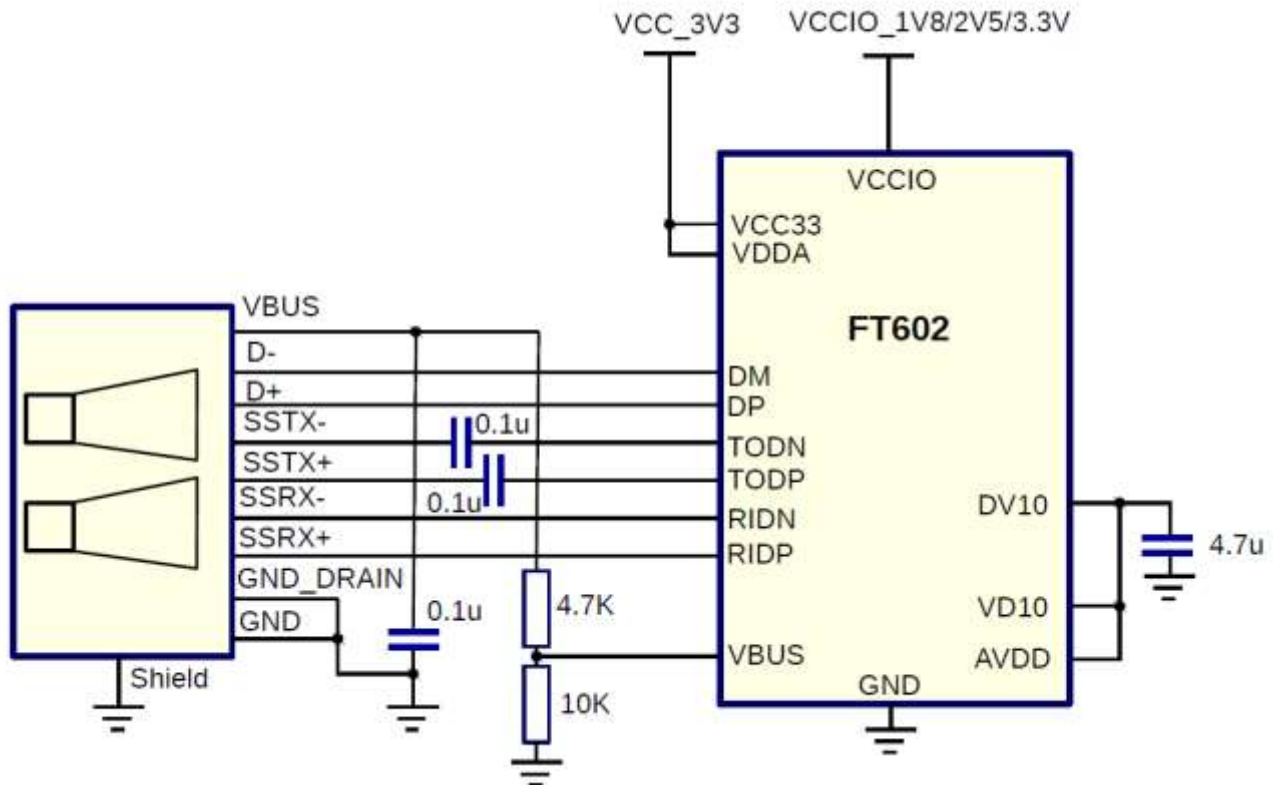 VCC_3V3
VCCIO_1V8/2V5/3.3V
VCCIO
VCC33
VDDA
FT602
VBUS
D-
D+
SSTX-
SSTX+
SSRX-
SSRX+
GND_DRAIN
GND
Shield
0.1u
0.1u
0.1u
4.7K
10K
DM
DP
TODN
TODP
RIDN
RIDP
VBUS
GND
DV10
VD10
AVDD
4.7u